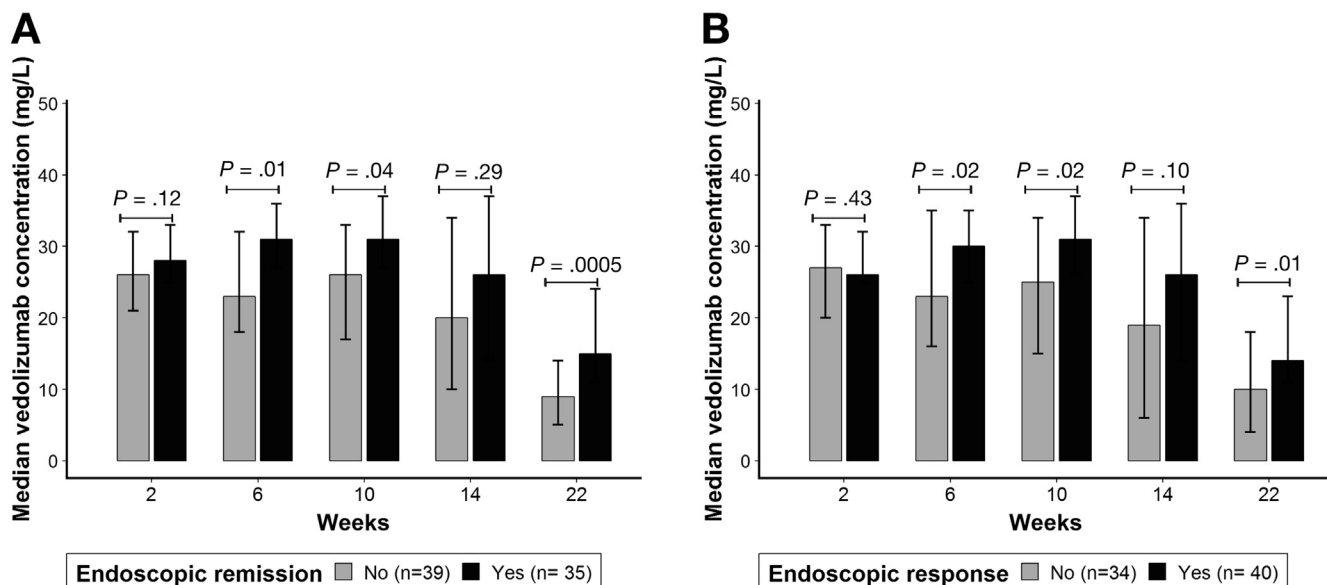 A
Median vedolizumab concentration (mg/L)
50
40
30
20
10
0
P = .12
P = .01
P = .04
P = .29
P = .0005
2 6 10 14 22
Weeks
Endoscopic remission No (n=39) Yes (n= 35)
B
Median vedolizumab concentration (mg/L)
50
40
30
20
10
0
P = .43
P = .02
P = .02
P = .10
P = .01
2 6 10 14 22
Weeks
Endoscopic response No (n=34) Yes (n= 40)